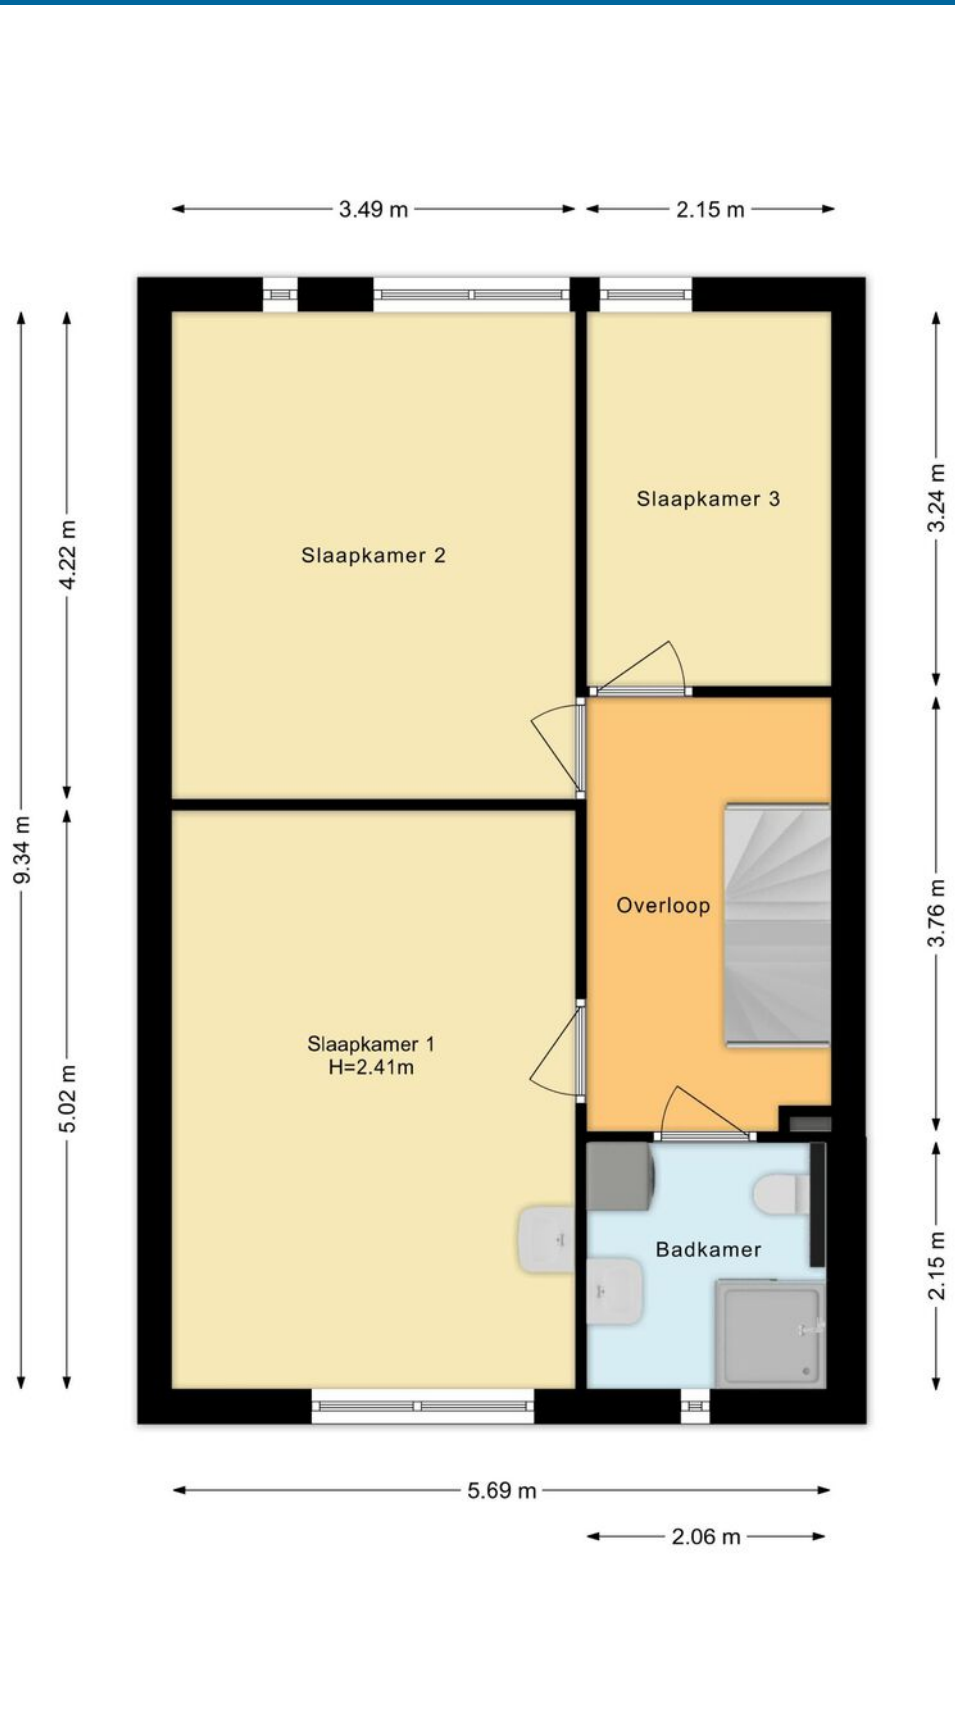 3.49 m
2.15 m
4.22 m
3.24 m
Slaapkamer 3
Slaapkamer 2
9.34 m
Overloop
3.76 m
Slaapkamer 1
H=2.41m
5.02 m
Badkamer
2.15 m
5.69 m
2.06 m